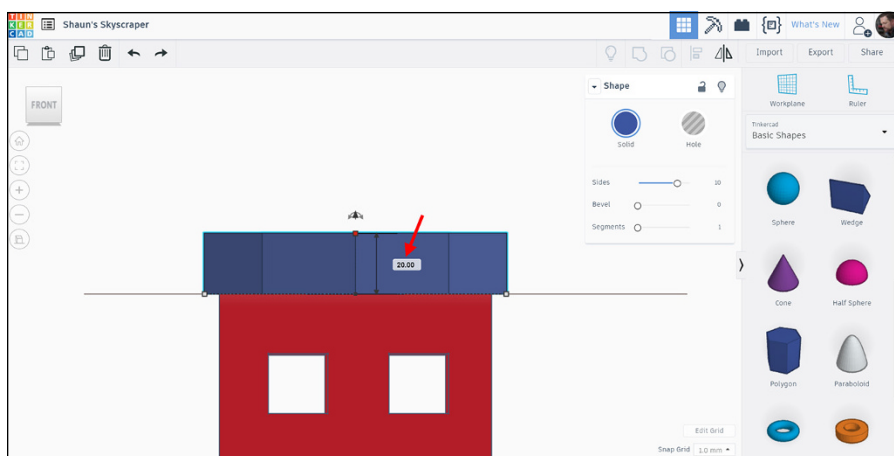 TIN
KER
CAD
Shaun's Skyscraper
What's New
Import
Export
Share
FRONT
Shape
Solid
Hole
Sides
10
Bevel
0
Segments
1
20.00
Workplane
Ruler
Tinkercad
Basic Shapes
Sphere
Wedge
Cone
Half Sphere
Polygon
Paraboloid
Edit Grid
Snap Grid 1.0 mm